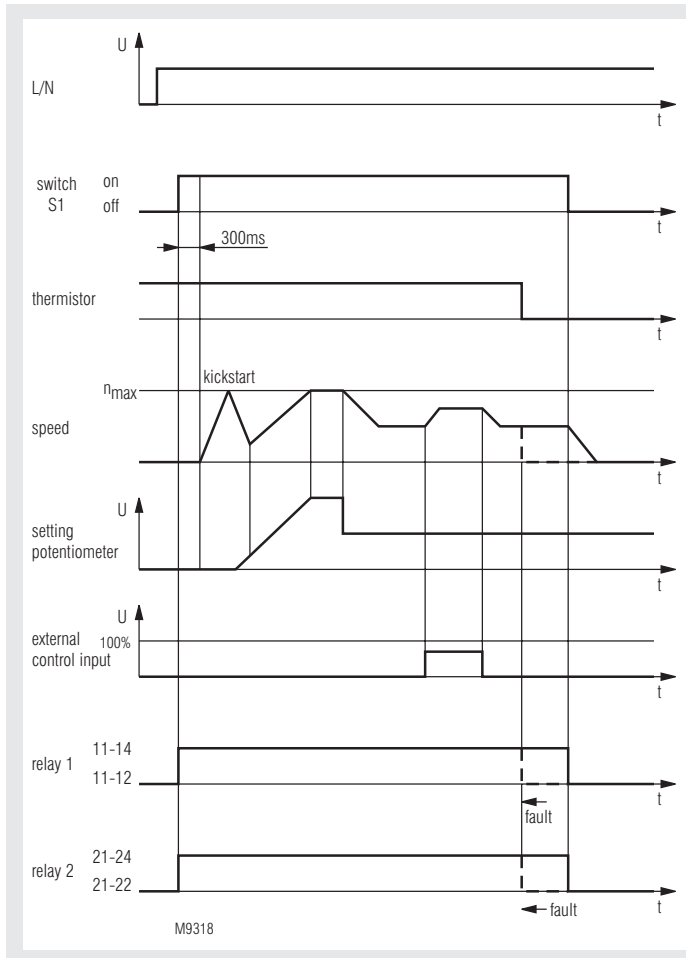 U
L/N
t
switch on
S1 off
t
300ms
thermistor
t
kickstart
nmax
speed
t
U
setting
potentiometer
t
U
external 100%
control input
t
11-14
relay 1
11-12
t
fault
21-24
relay 2
21-22
t
fault
M9318